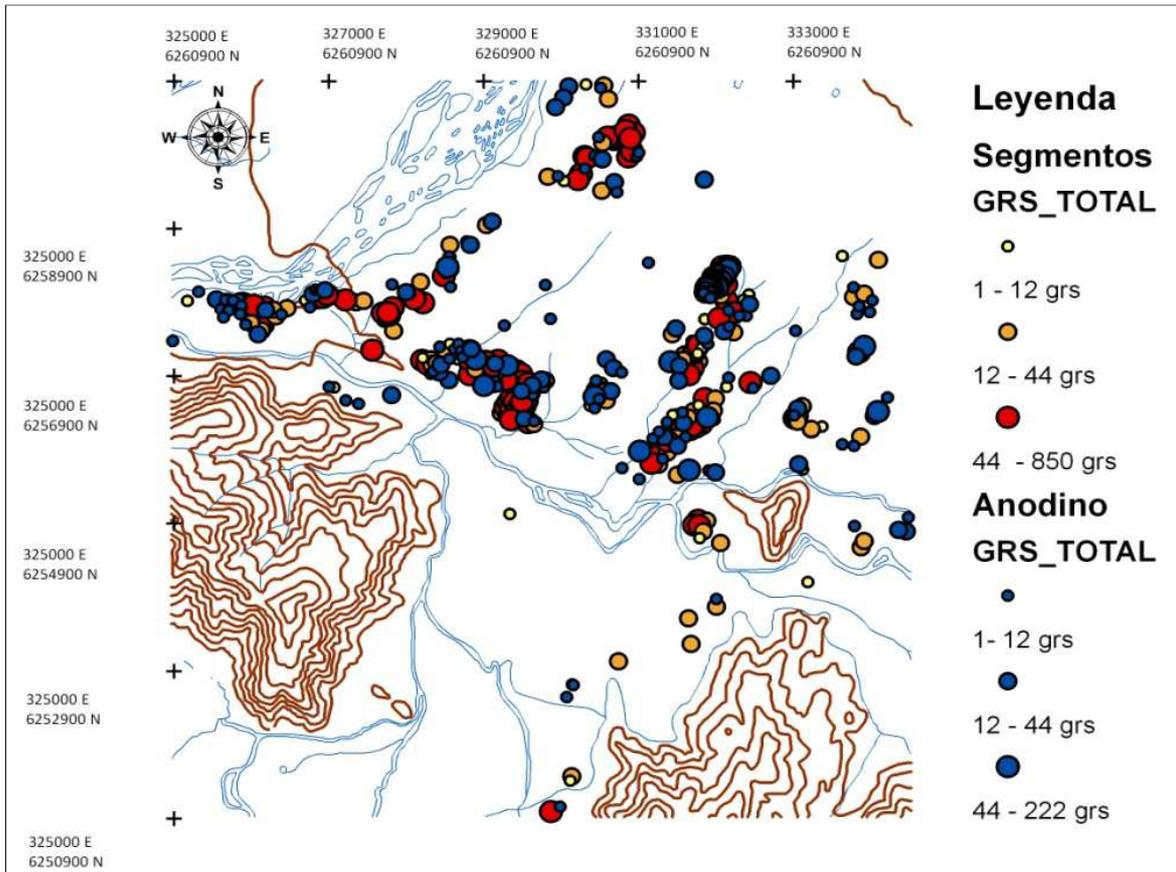 325000 E
6260900 N
327000 E
6260900 N
329000 E
6260900 N
331000 E
6260900 N
333000 E
6260900 N
N
W
E
S
325000 E
6258900 N
325000 E
6256900 N
325000 E
6254900 N
325000 E
6252900 N
325000 E
6250900 N
Leyenda
Segmentos
GRS_TOTAL
1 - 12 grs
12 - 44 grs
44 - 850 grs
Anodino
GRS_TOTAL
1- 12 grs
12 - 44 grs
44 - 222 grs